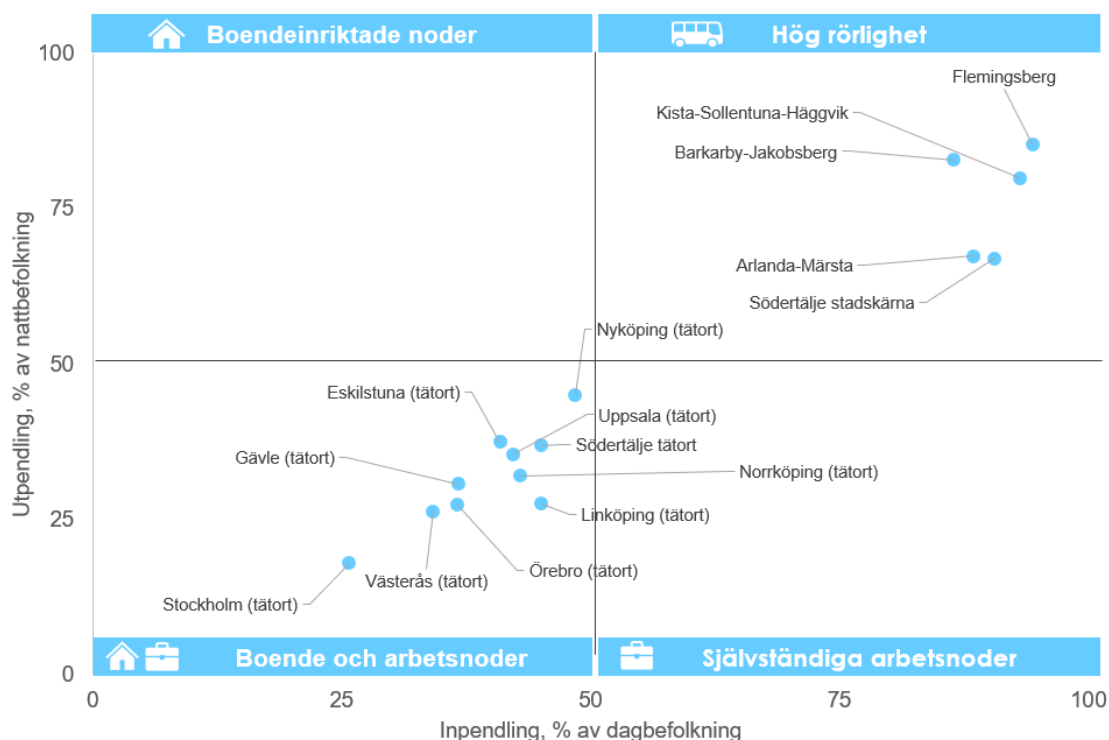 Boendeinriktade noder
Hög rörlighet
100
Flemingsberg
Kista-Sollentuna-Häggvik
Barkarby-Jakobsberg
75
Arlanda-Märsta
Södertälje stadskärna
Nyköping (tätort)
50
Eskilstuna (tätort)
Uppsala (tätort)
Södertälje tätort
Gävle (tätort)
Norrköping (tätort)
25
Linköping (tätort)
Örebro (tätort)
Västerås (tätort)
Stockholm (tätort)
Utpendling, % av nattbefolkning
Boende och arbetsnoder
Självständiga arbetsnoder
0
0
25
50
75
100
Inpendling, % av dagbefolkning